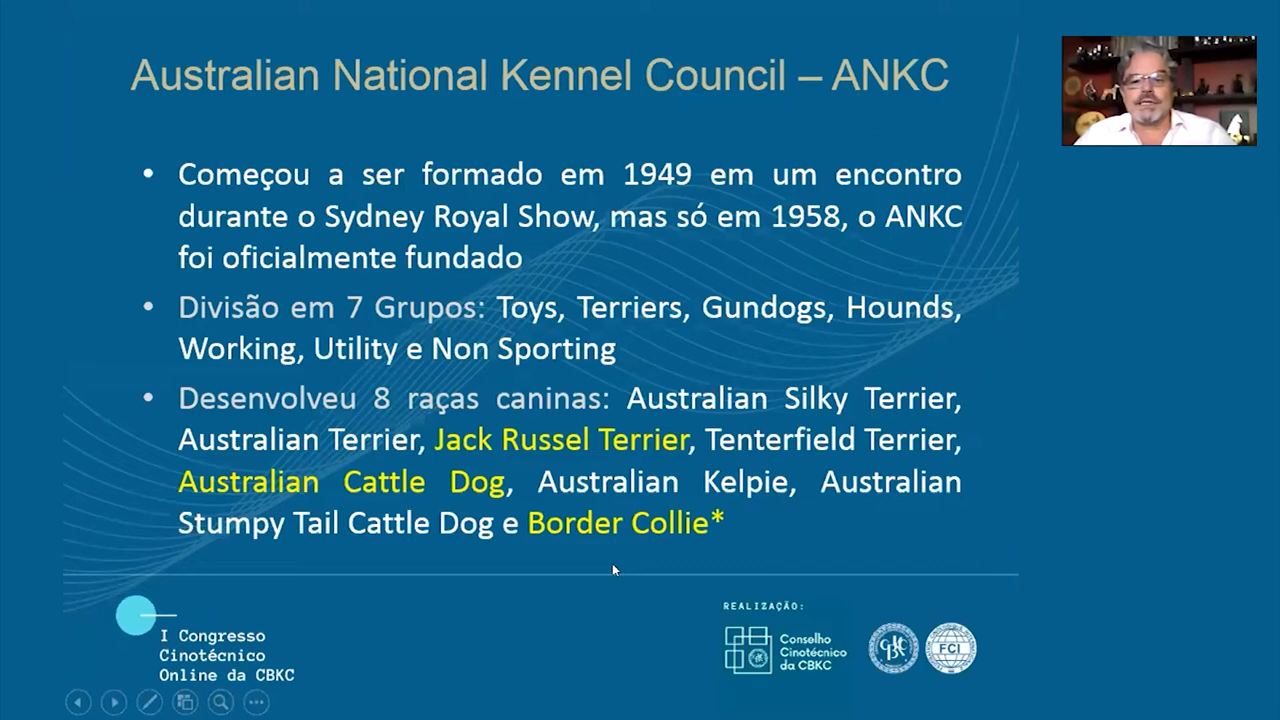 Australian National Kennel Council – ANKC
• Começou a ser formado em 1949 em um encontro
durante o Sydney Royal Show, mas só em 1958, o ANKC
foi oficialmente fundado
• Divisão em 7 Grupos: Toys, Terriers, Gundogs, Hounds,
Working, Utility e Non Sporting
• Desenvolveu 8 raças caninas: Australian Silky Terrier,
Australian Terrier, Jack Russel Terrier, Tenterfield Terrier,
Australian Cattle Dog, Australian Kelpie, Australian
Stumpy Tail Cattle Dog e Border Collie*
I Congresso
Cinotécnico
Online da CBKC
REALIZAÇÃO:
Conselho
Cinotécnico
da CBKC
CBKC
FCI